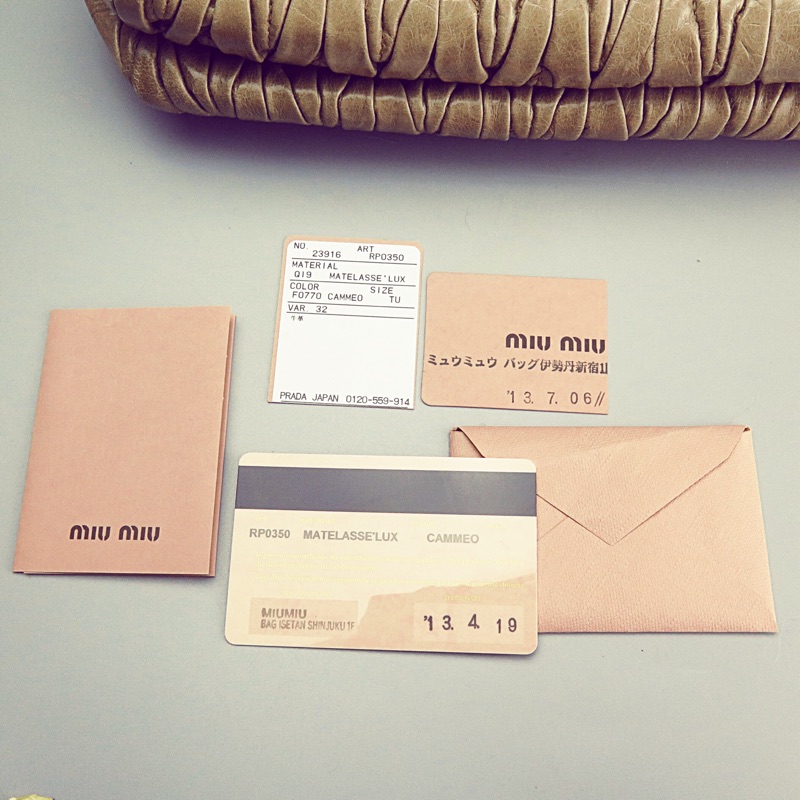 NO. ART
23916 RP0350
MATERIAL
QI9 MATELASSE'LUX
COLOR SIZE
F0770 CAMMEO TU
VAR 32
牛革
PRADA JAPAN 0120-559-914
miu miu
ミュウミュウ バッグ伊勢丹新宿1
'13. 7. 06//
miu miu
RP0350 MATELASSE'LUX CAMMEO
MIUMIU
BAG ISETAN SHINJUKU 1F
'13. 4. 19